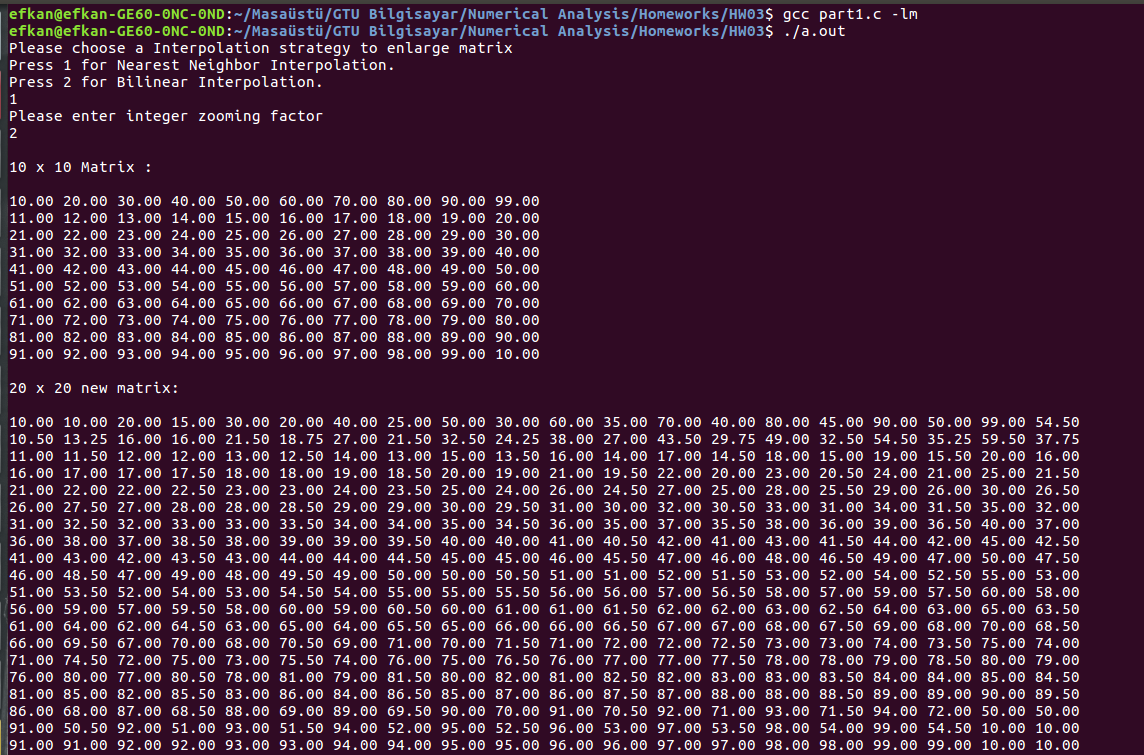 efkan@efkan-GE60-0NC-0ND:~/Masaüstü/GTU Bilgisayar/Numerical Analysis/Homeworks/HW03$ gcc part1.c -lm
efkan@efkan-GE60-0NC-0ND:~/Masaüstü/GTU Bilgisayar/Numerical Analysis/Homeworks/HW03$ ./a.out
Please choose a Interpolation strategy to enlarge matrix
Press 1 for Nearest Neighbor Interpolation.
Press 2 for Bilinear Interpolation.
1
Please enter integer zooming factor
2
10 x 10 Matrix :
10.00 20.00 30.00 40.00 50.00 60.00 70.00 80.00 90.00 99.00
11.00 12.00 13.00 14.00 15.00 16.00 17.00 18.00 19.00 20.00
21.00 22.00 23.00 24.00 25.00 26.00 27.00 28.00 29.00 30.00
31.00 32.00 33.00 34.00 35.00 36.00 37.00 38.00 39.00 40.00
41.00 42.00 43.00 44.00 45.00 46.00 47.00 48.00 49.00 50.00
51.00 52.00 53.00 54.00 55.00 56.00 57.00 58.00 59.00 60.00
61.00 62.00 63.00 64.00 65.00 66.00 67.00 68.00 69.00 70.00
71.00 72.00 73.00 74.00 75.00 76.00 77.00 78.00 79.00 80.00
81.00 82.00 83.00 84.00 85.00 86.00 87.00 88.00 89.00 90.00
91.00 92.00 93.00 94.00 95.00 96.00 97.00 98.00 99.00 10.00
20 x 20 new matrix:
10.00 10.00 20.00 15.00 30.00 20.00 40.00 25.00 50.00 30.00 60.00 35.00 70.00 40.00 80.00 45.00 90.00 50.00 99.00 54.50
10.50 13.25 16.00 16.00 21.50 18.75 27.00 21.50 32.50 24.25 38.00 27.00 43.50 29.75 49.00 32.50 54.50 35.25 59.50 37.75
11.00 11.50 12.00 12.00 13.00 12.50 14.00 13.00 15.00 13.50 16.00 14.00 17.00 14.50 18.00 15.00 19.00 15.50 20.00 16.00
16.00 17.00 17.00 17.50 18.00 18.00 19.00 18.50 20.00 19.00 21.00 19.50 22.00 20.00 23.00 20.50 24.00 21.00 25.00 21.50
21.00 22.00 22.00 22.50 23.00 23.00 24.00 23.50 25.00 24.00 26.00 24.50 27.00 25.00 28.00 25.50 29.00 26.00 30.00 26.50
26.00 27.50 27.00 28.00 28.00 28.50 29.00 29.00 30.00 29.50 31.00 30.00 32.00 30.50 33.00 31.00 34.00 31.50 35.00 32.00
31.00 32.50 32.00 33.00 33.00 33.50 34.00 34.00 35.00 34.50 36.00 35.00 37.00 35.50 38.00 36.00 39.00 36.50 40.00 37.00
36.00 38.00 37.00 38.50 38.00 39.00 39.00 39.50 40.00 40.00 41.00 40.50 42.00 41.00 43.00 41.50 44.00 42.00 45.00 42.50
41.00 43.00 42.00 43.50 43.00 44.00 44.00 44.50 45.00 45.00 46.00 45.50 47.00 46.00 48.00 46.50 49.00 47.00 50.00 47.50
46.00 48.50 47.00 49.00 48.00 49.50 49.00 50.00 50.00 50.50 51.00 51.00 52.00 51.50 53.00 52.00 54.00 52.50 55.00 53.00
51.00 53.50 52.00 54.00 53.00 54.50 54.00 55.00 55.00 55.50 56.00 56.00 57.00 56.50 58.00 57.00 59.00 57.50 60.00 58.00
56.00 59.00 57.00 59.50 58.00 60.00 59.00 60.50 60.00 61.00 61.00 61.50 62.00 62.00 63.00 62.50 64.00 63.00 65.00 63.50
61.00 64.00 62.00 64.50 63.00 65.00 64.00 65.50 65.00 66.00 66.00 66.50 67.00 67.00 68.00 67.50 69.00 68.00 70.00 68.50
66.00 69.50 67.00 70.00 68.00 70.50 69.00 71.00 70.00 71.50 71.00 72.00 72.00 72.50 73.00 73.00 74.00 73.50 75.00 74.00
71.00 74.50 72.00 75.00 73.00 75.50 74.00 76.00 75.00 76.50 76.00 77.00 77.00 77.50 78.00 78.00 79.00 78.50 80.00 79.00
76.00 80.00 77.00 80.50 78.00 81.00 79.00 81.50 80.00 82.00 81.00 82.50 82.00 83.00 83.00 83.50 84.00 84.00 85.00 84.50
81.00 85.00 82.00 85.50 83.00 86.00 84.00 86.50 85.00 87.00 86.00 87.50 87.00 88.00 88.00 88.50 89.00 89.00 90.00 89.50
86.00 68.00 87.00 68.50 88.00 69.00 89.00 69.50 90.00 70.00 91.00 70.50 92.00 71.00 93.00 71.50 94.00 72.00 50.00 50.00
91.00 50.50 92.00 51.00 93.00 51.50 94.00 52.00 95.00 52.50 96.00 53.00 97.00 53.50 98.00 54.00 99.00 54.50 10.00 10.00
91.00 91.00 92.00 92.00 93.00 93.00 94.00 94.00 95.00 95.00 96.00 96.00 97.00 97.00 98.00 98.00 99.00 99.00 10.00 10.00